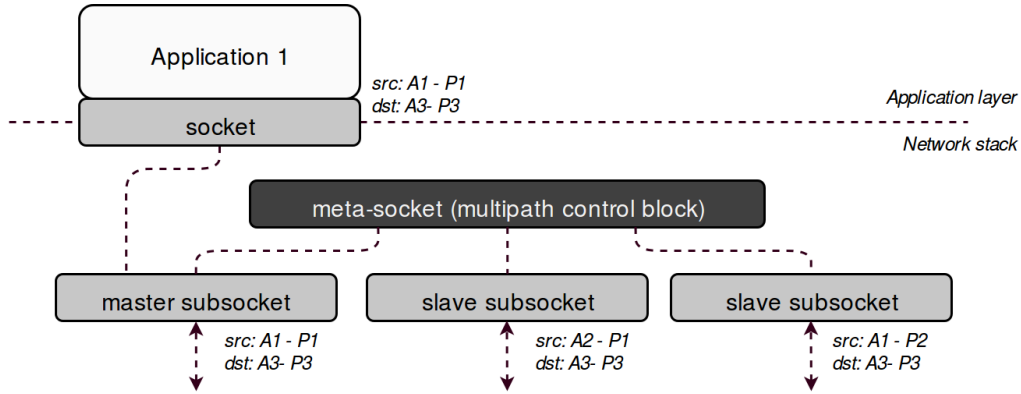 Application 1
src: A1 - P1
dst: A3- P3
Application layer
socket
Network stack
meta-socket (multipath control block)
master subsocket
slave subsocket
slave subsocket
src: A1 - P1
dst: A3- P3
src: A2 - P1
dst: A3- P3
src: A1 - P2
dst: A3- P3